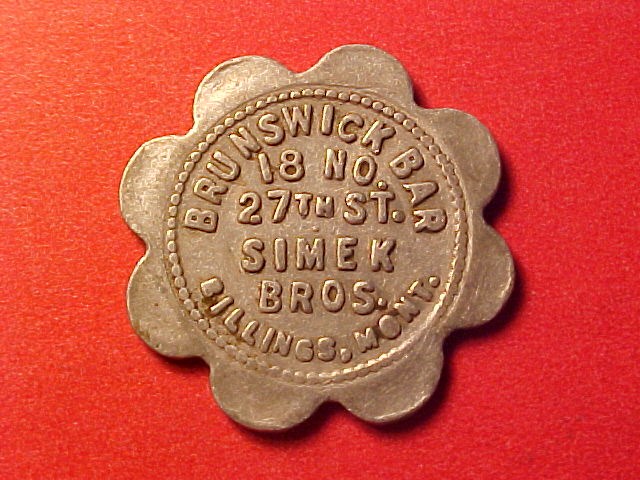 BRUNSWICK BAR
18 NO.
27TH ST.
SIMEK
BROS.
BILLINGS, MONT.